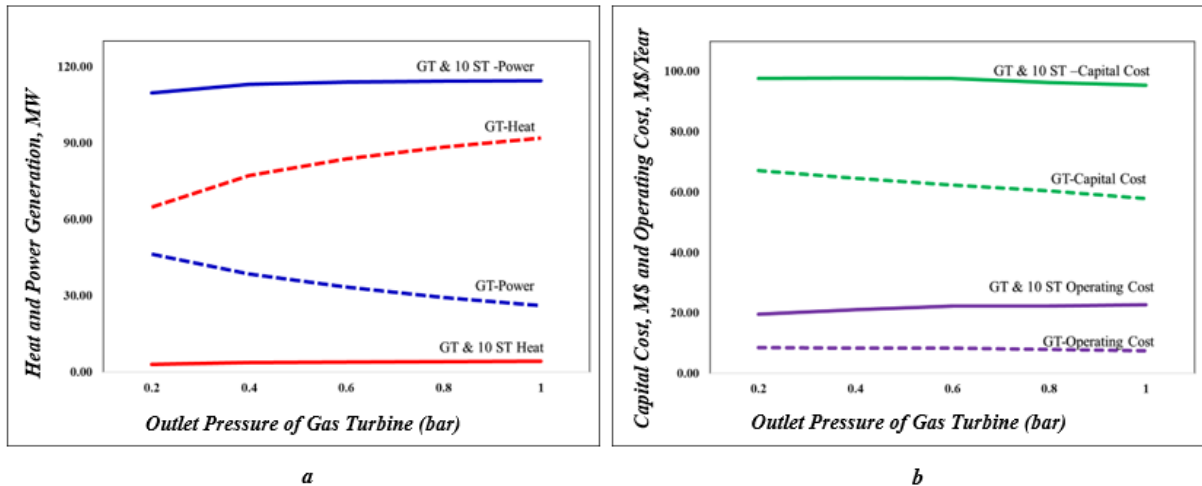 Heat and Power Generation, MW
120.00
90.00
60.00
30.00
0.00
GT & 10 ST -Power
GT-Heat
GT-Power
GT & 10 ST Heat
0.2 0.4 0.6 0.8 1
Outlet Pressure of Gas Turbine (bar)
a
Capital Cost, M$ and Operating Cost, M$/Year
100.00
80.00
60.00
40.00
20.00
0.00
GT & 10 ST –Capital Cost
GT-Capital Cost
GT & 10 ST Operating Cost
GT-Operating Cost
0.2 0.4 0.6 0.8 1
Outlet Pressure of Gas Turbine (bar)
b